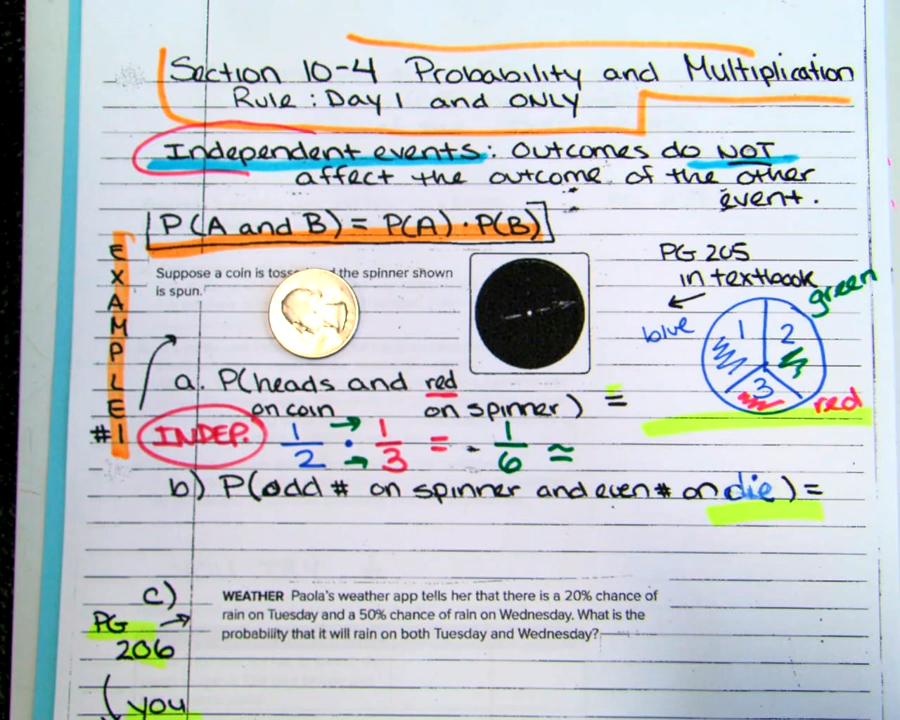 Section 10-4 Probability and Multiplication
Rule : Day 1 and ONLY
Independent events: Outcomes do NOT
affect the outcome of the other
event.
P(A and B) = P(A) · P(B)
EXAMPLE
#1
Suppose a coin is the spinner shown
is spun.
PG 205
in textbook
green
blue
1
2
3
red
a. P(heads and red
on coin on spinner) =
INDEP. 1/2 · 1/3 = 1/6 ≈
b) P(odd # on spinner and even # on die) =
c)
PG
206
WEATHER Paola's weather app tells her that there is a 20% chance of
rain on Tuesday and a 50% chance of rain on Wednesday. What is the
probability that it will rain on both Tuesday and Wednesday?
you